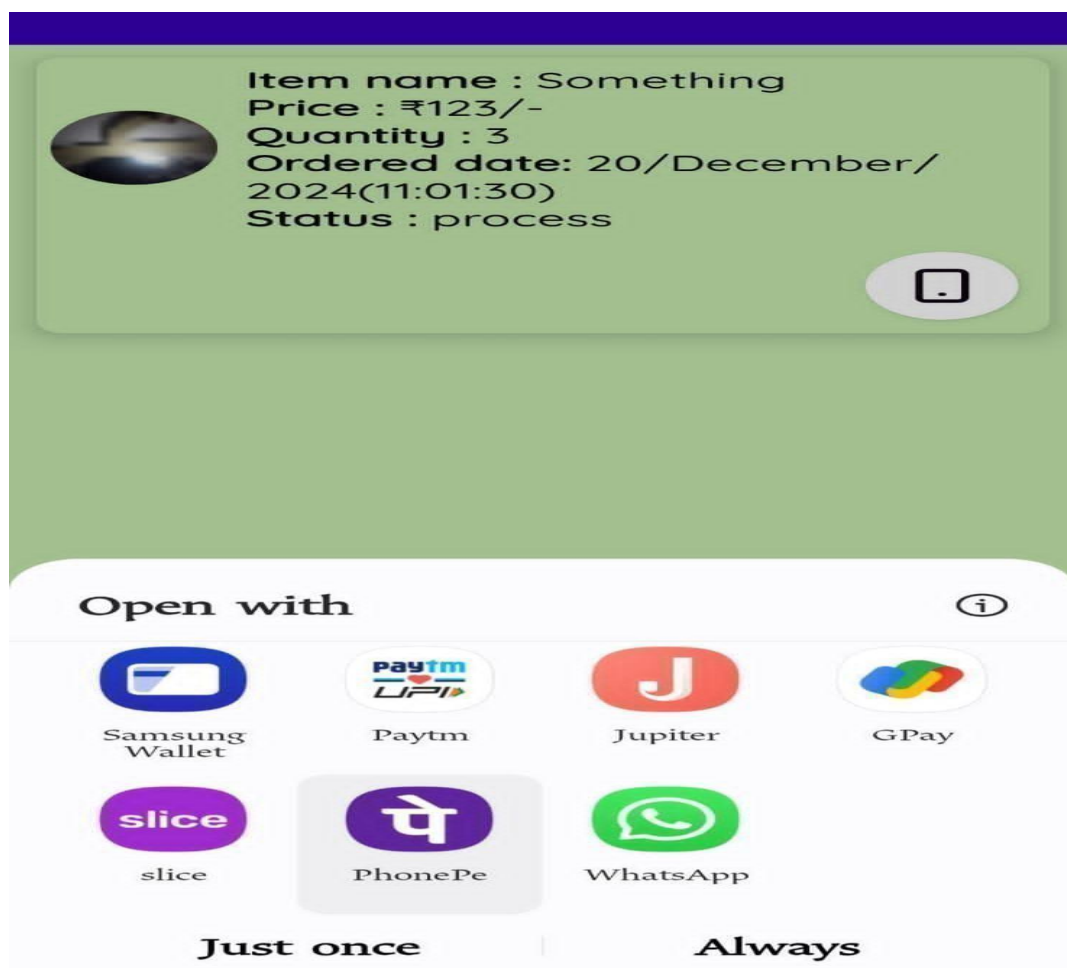 Item name : Something
Price : ₹123/-
Quantity : 3
Ordered date: 20/December/
2024(11:01:30)
Status : process
Open with
Paytm
UPI
J
slice
पे
Samsung
Wallet
Paytm
Jupiter
GPay
slice
PhonePe
WhatsApp
Just once
Always